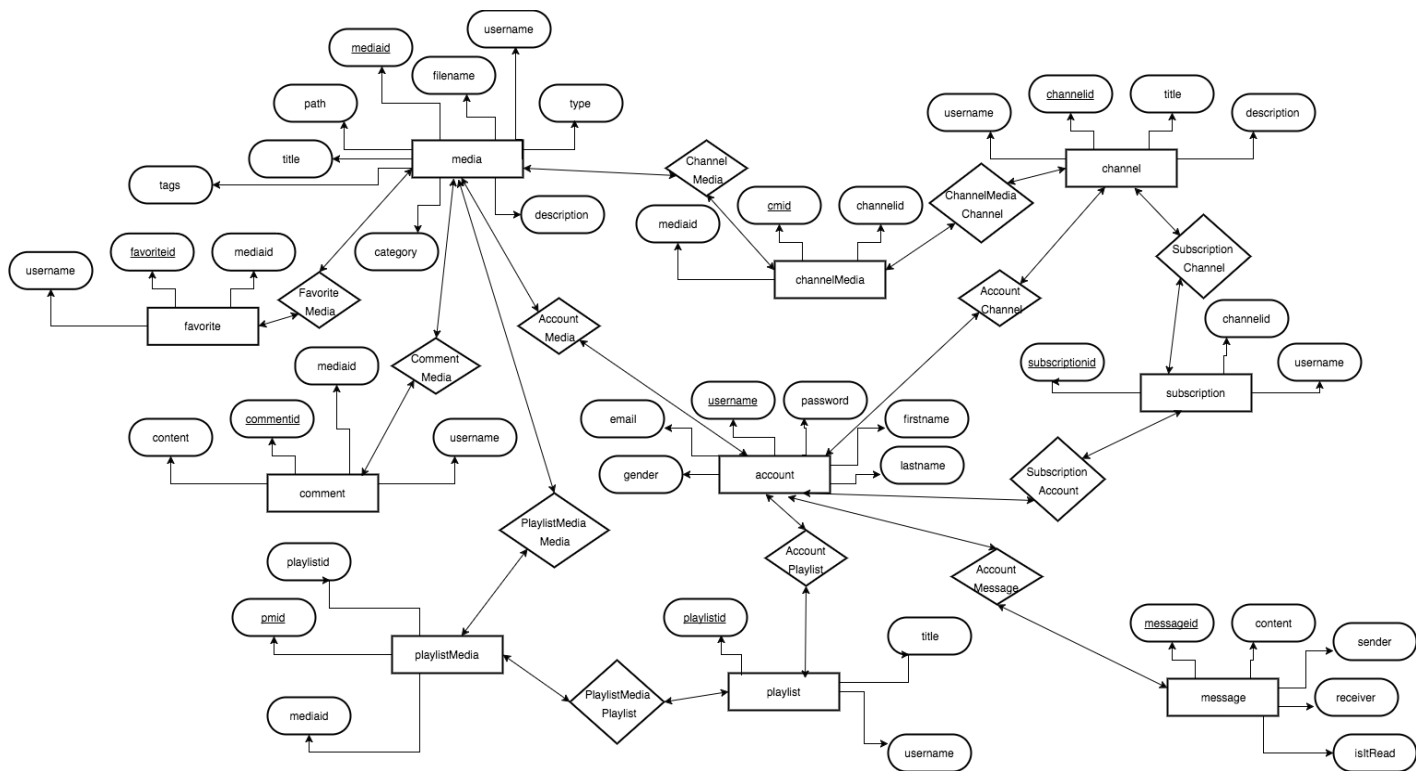 username
mediaid
filename
path
type
title
media
tags
description
category
Channel
Media
username
channelid
title
description
channel
ChannelMedia
Channel
cmid
channelid
mediaid
channelMedia
Subscription
Channel
favoriteid
mediaid
username
Favorite
Media
favorite
Account
Media
Account
Channel
channelid
subscriptionid
username
subscription
Comment
Media
mediaid
commentid
content
username
comment
username
password
email
firstname
gender
account
lastname
Subscription
Account
PlaylistMedia
Media
Account
Playlist
Account
Message
playlistid
pmid
playlistMedia
mediaid
PlaylistMedia
Playlist
playlistid
title
playlist
username
messageid
content
sender
message
receiver
isItRead